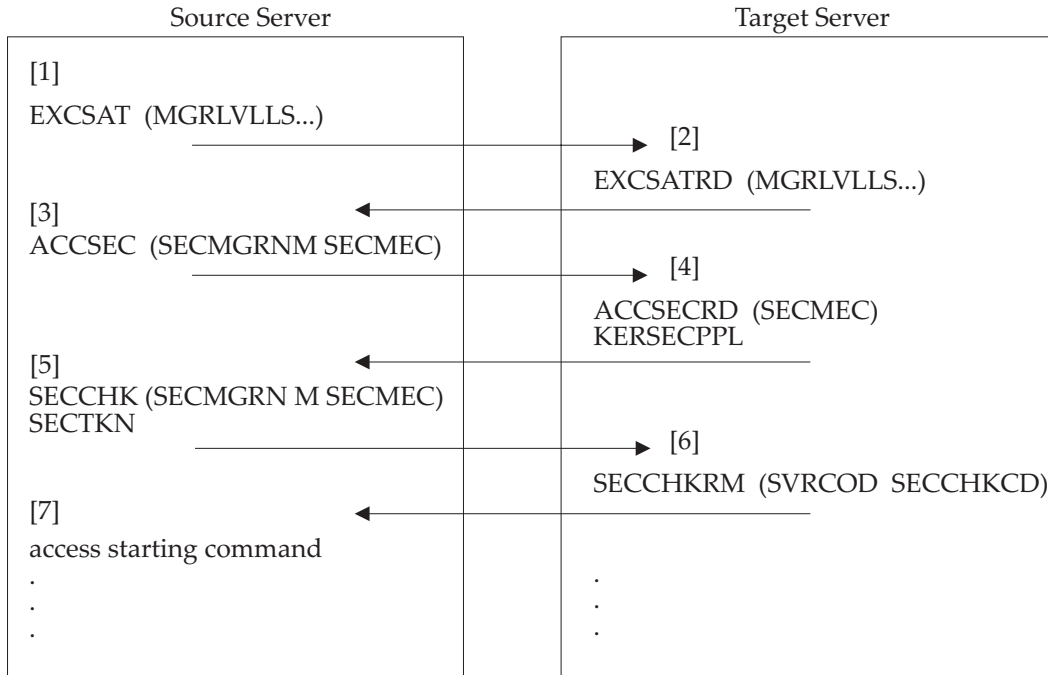 Source Server
Target Server
[1]
EXCSAT (MGRLVLLS...)
[2]
EXCSATRD (MGRLVLLS...)
[3]
ACCSEC (SECMGRNM SECMEC)
[4]
ACCSECRD (SECMEC)
KERSECPPL
[5]
SECCHK (SECMGRN M SECMEC)
SECTKN
[6]
SECCHKRM (SVRCOD SECCHKCD)
[7]
access starting command
.
.
.
.
.
.